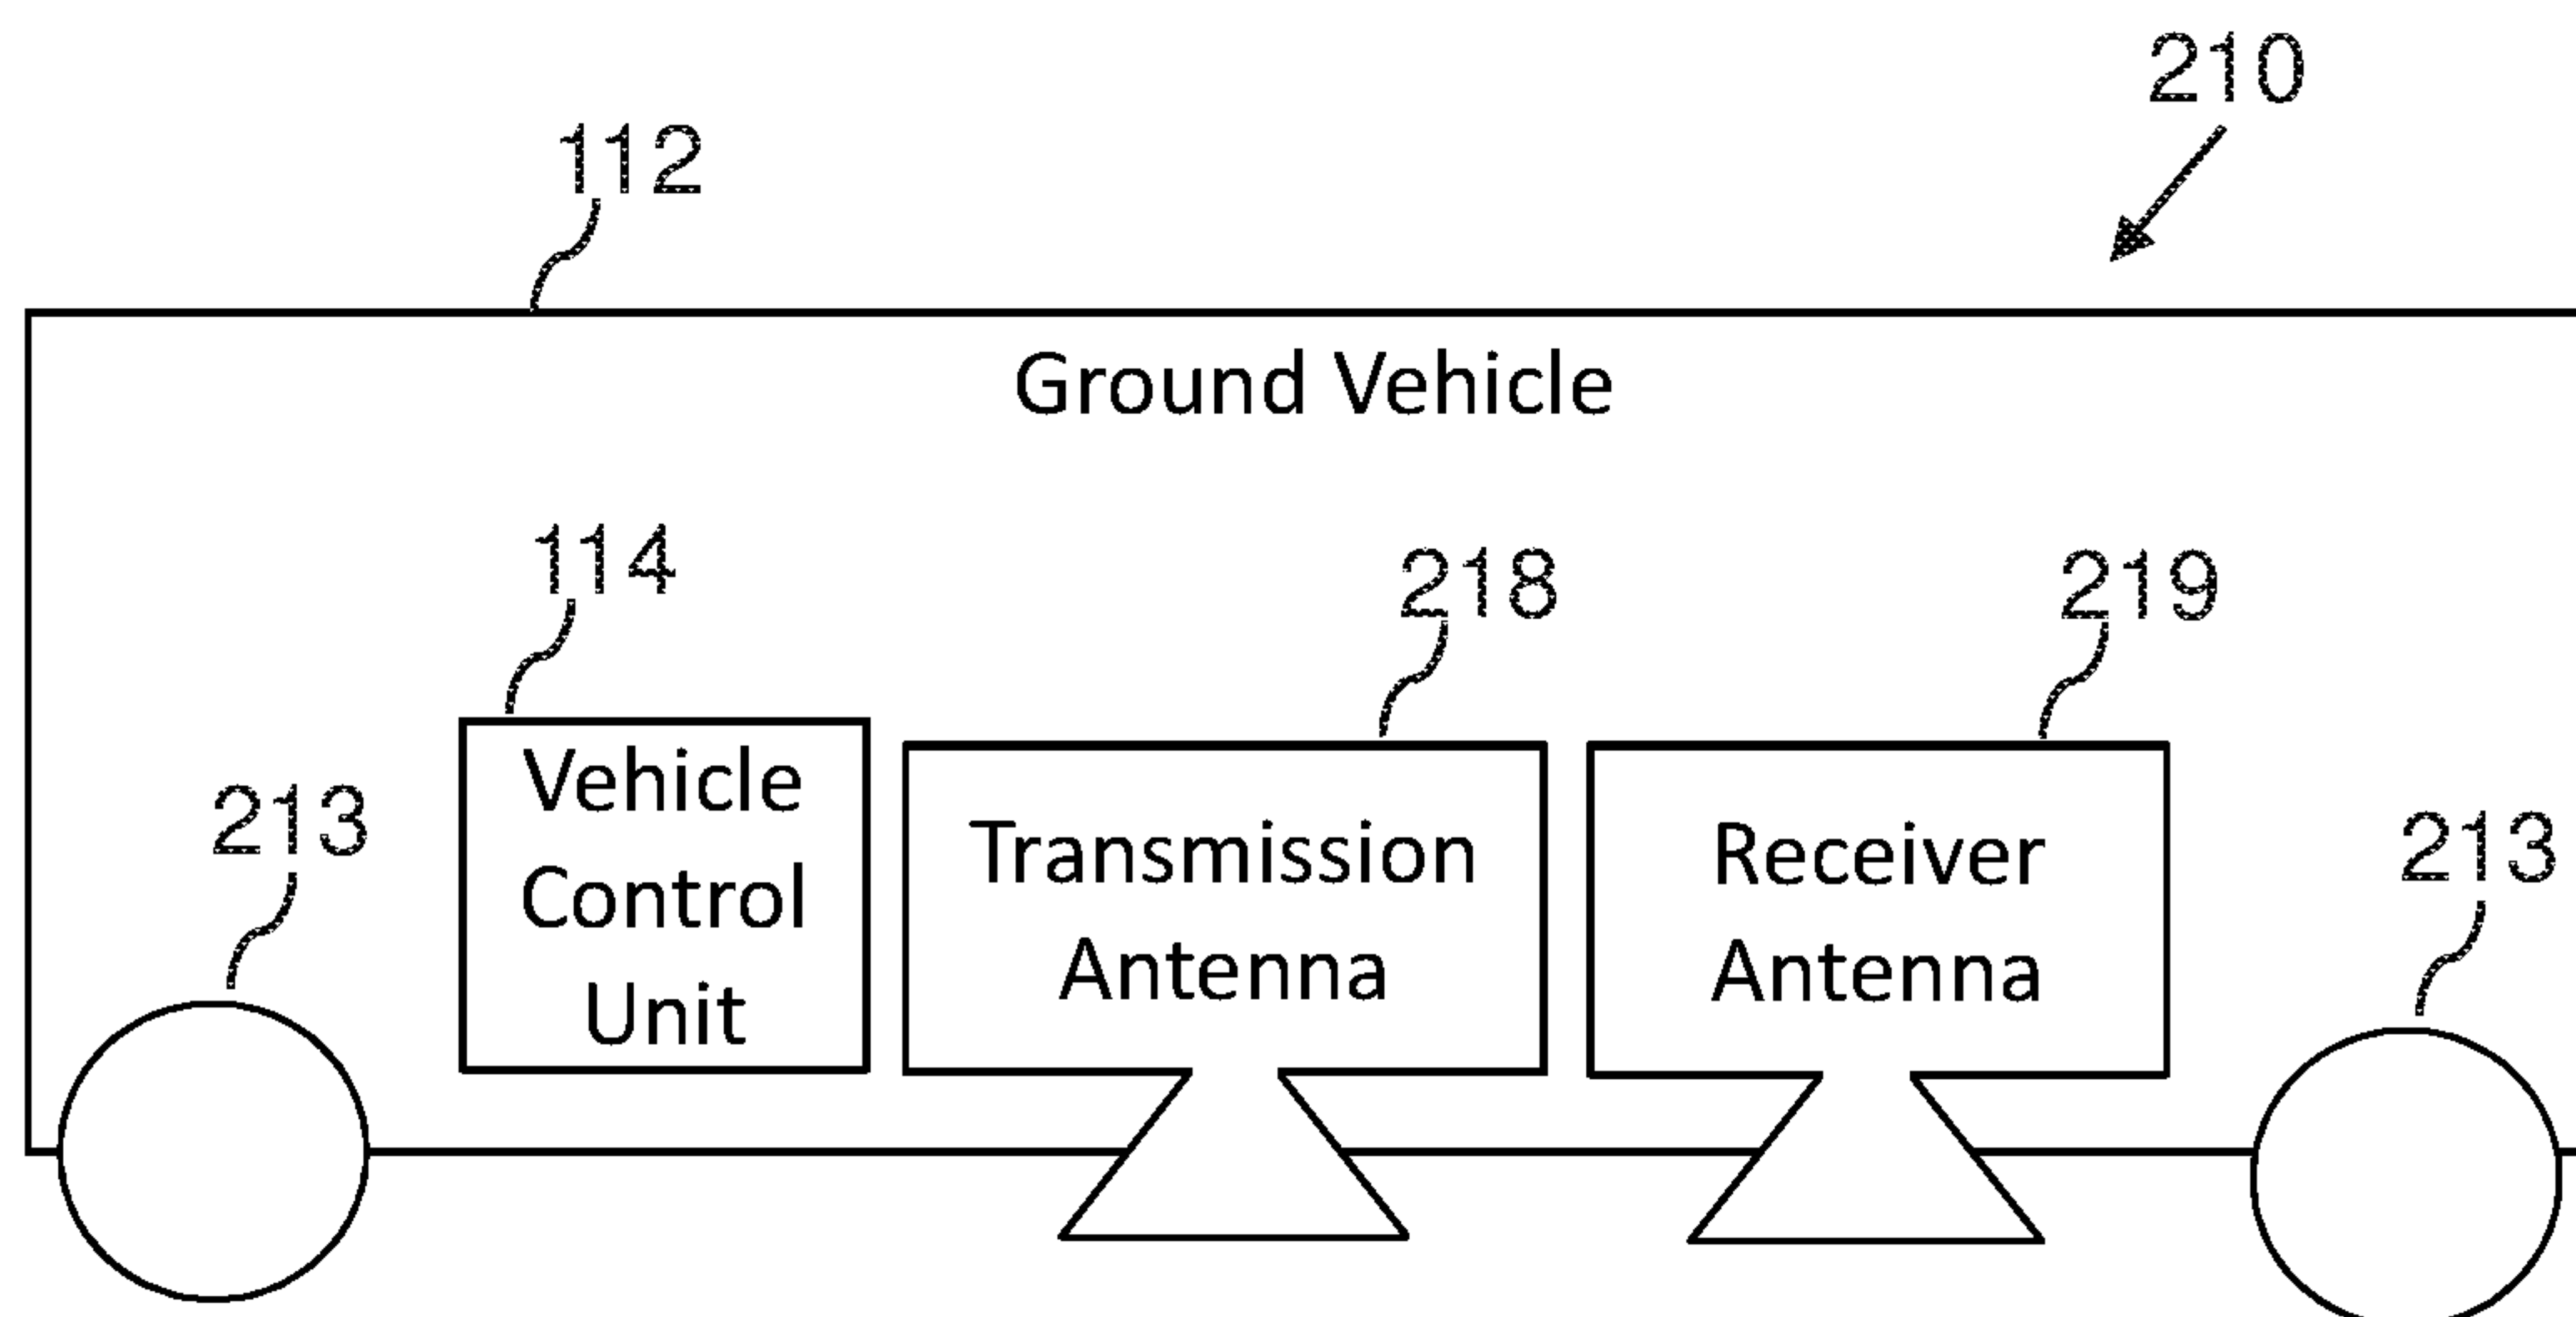 210
112
Ground Vehicle
114
218
219
213
Vehicle
Control
Unit
Transmission
Antenna
Receiver
Antenna
213